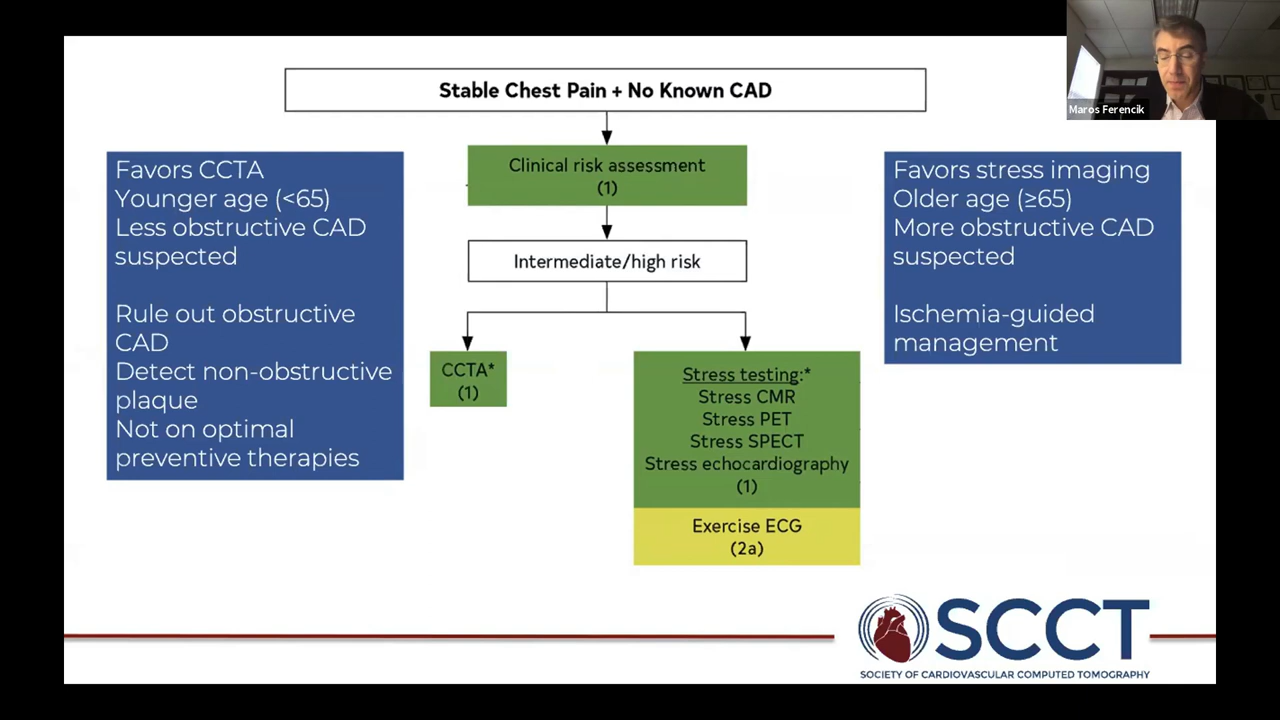 Maros Ferencik
Stable Chest Pain + No Known CAD
Clinical risk assessment
(1)
Intermediate/high risk
Favors CCTA
Younger age (<65)
Less obstructive CAD
suspected
Rule out obstructive
CAD
Detect non-obstructive
plaque
Not on optimal
preventive therapies
CCTA*
(1)
Stress testing:*
Stress CMR
Stress PET
Stress SPECT
Stress echocardiography
(1)
Exercise ECG
(2a)
Favors stress imaging
Older age (≥65)
More obstructive CAD
suspected
Ischemia-guided
management
SCCT
SOCIETY OF CARDIOVASCULAR COMPUTED TOMOGRAPHY